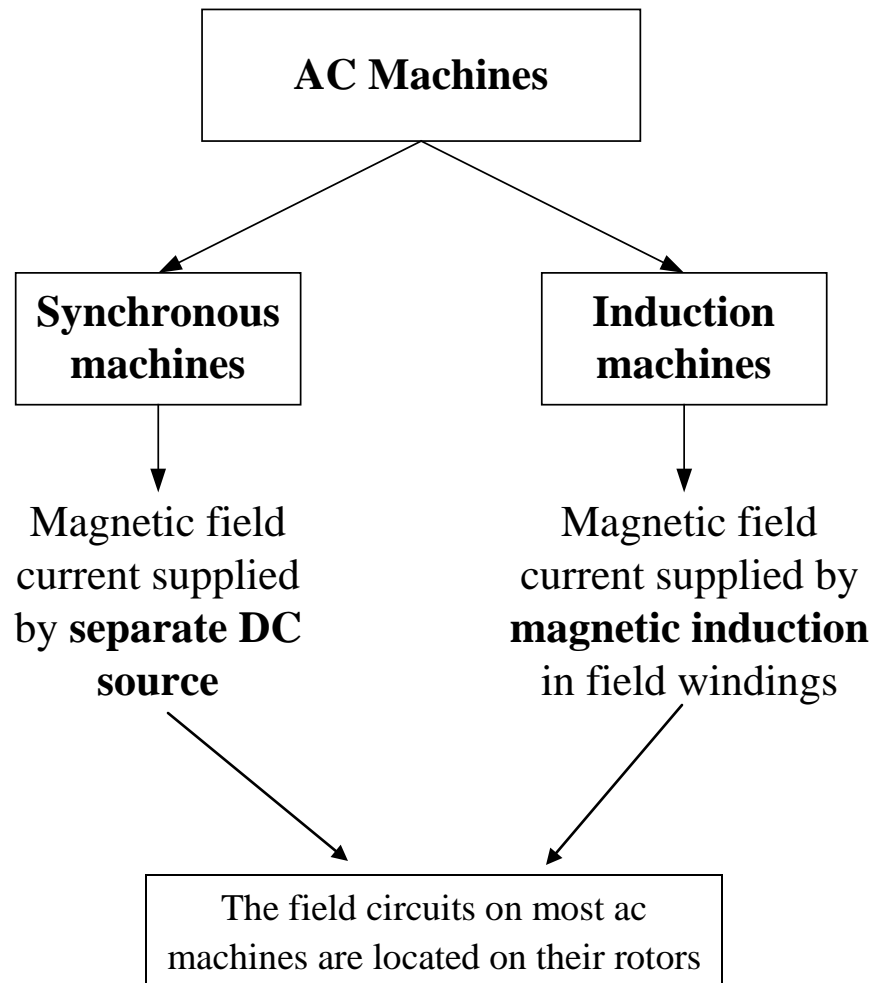 AC Machines
Synchronous
machines
Induction
machines
Magnetic field
current supplied
by separate DC
source
Magnetic field
current supplied by
magnetic induction
in field windings
The field circuits on most ac
machines are located on their rotors